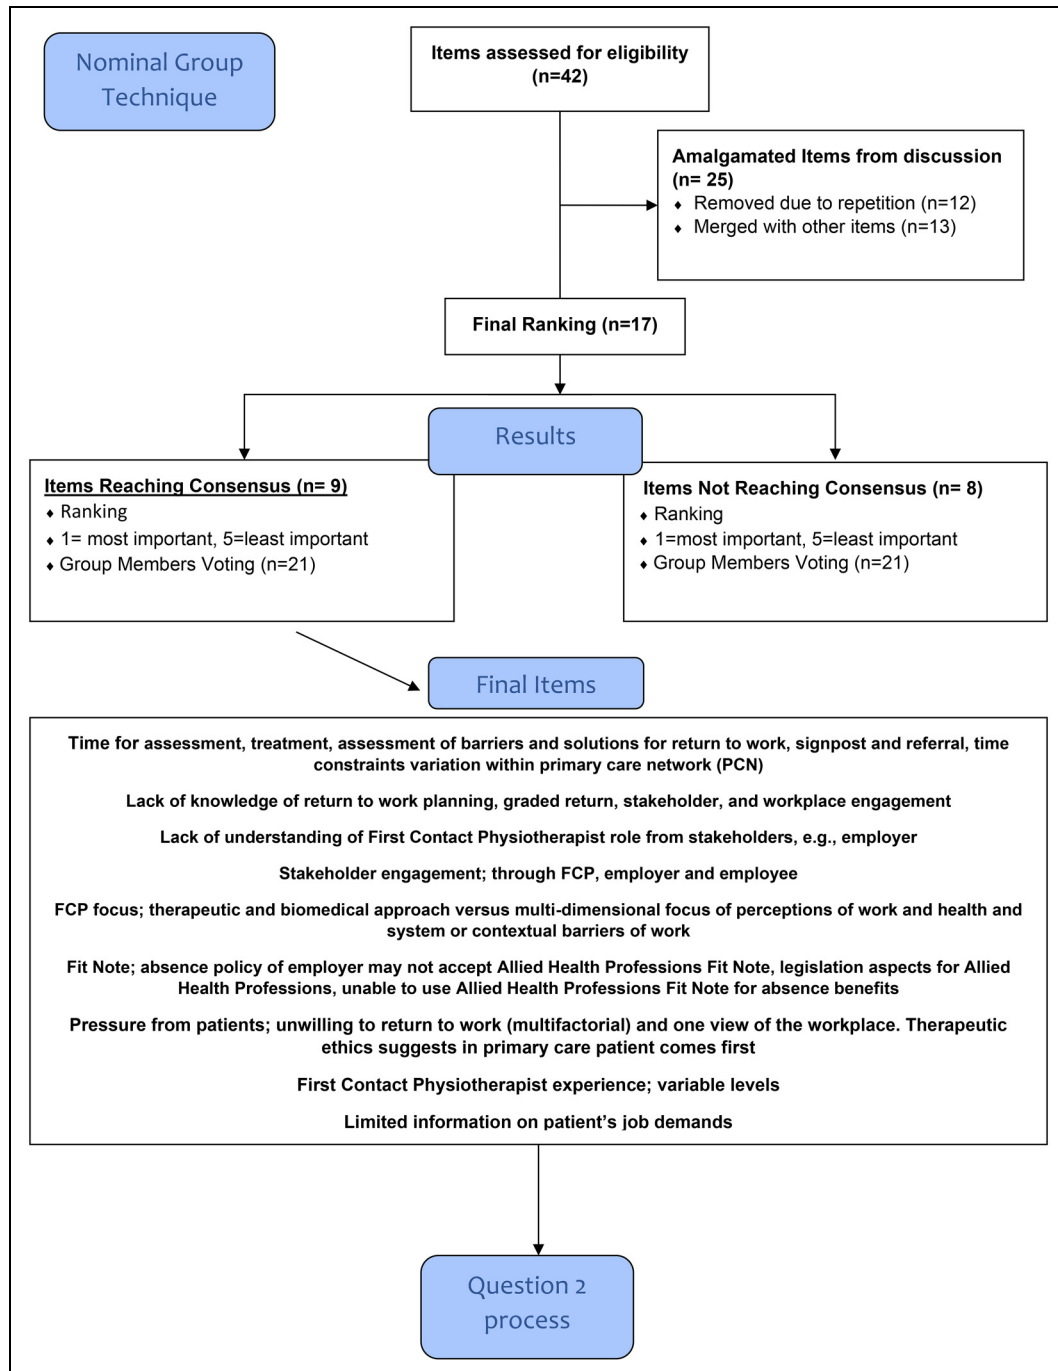 Nominal Group
Technique
Items assessed for eligibility
(n=42)
Amalgamated Items from discussion
(n= 25)
♦ Removed due to repetition (n=12)
♦ Merged with other items (n=13)
Final Ranking (n=17)
Results
Items Reaching Consensus (n= 9)
♦ Ranking
♦ 1= most important, 5=least important
♦ Group Members Voting (n=21)
Items Not Reaching Consensus (n= 8)
♦ Ranking
♦ 1=most important, 5=least important
♦ Group Members Voting (n=21)
Final Items
Time for assessment, treatment, assessment of barriers and solutions for return to work, signpost and referral, time
constraints variation within primary care network (PCN)
Lack of knowledge of return to work planning, graded return, stakeholder, and workplace engagement
Lack of understanding of First Contact Physiotherapist role from stakeholders, e.g., employer
Stakeholder engagement; through FCP, employer and employee
FCP focus; therapeutic and biomedical approach versus multi-dimensional focus of perceptions of work and health and
system or contextual barriers of work
Fit Note; absence policy of employer may not accept Allied Health Professions Fit Note, legislation aspects for Allied
Health Professions, unable to use Allied Health Professions Fit Note for absence benefits
Pressure from patients; unwilling to return to work (multifactorial) and one view of the workplace. Therapeutic
ethics suggests in primary care patient comes first
First Contact Physiotherapist experience; variable levels
Limited information on patient’s job demands
Question 2
process